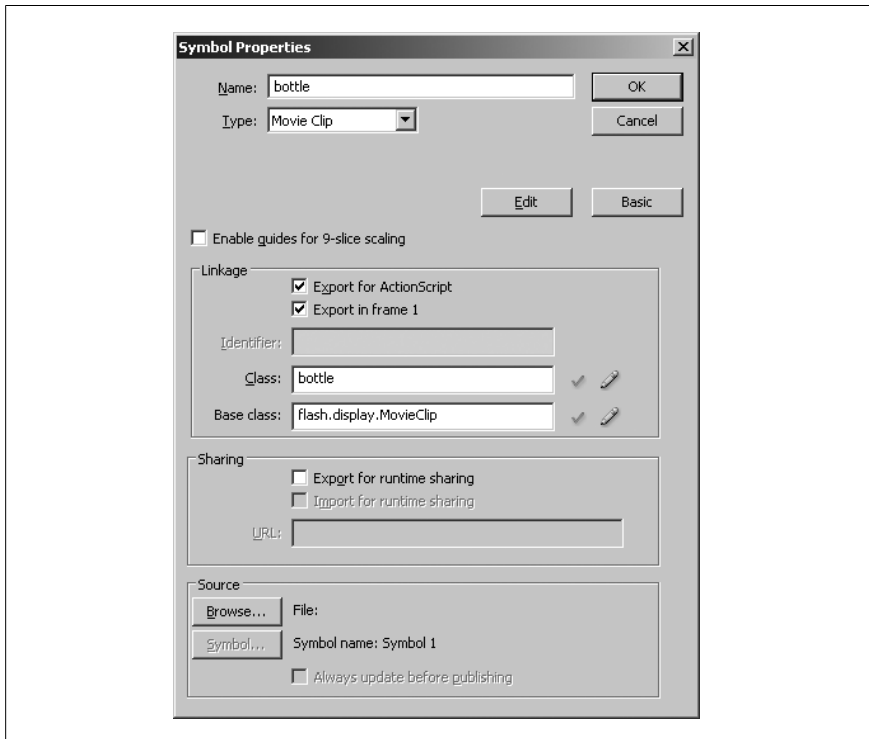 Symbol Properties
Name: bottle OK
Type: Movie Clip Cancel
Edit Basic
Enable guides for 9-slice scaling
Linkage
Export for ActionScript
Export in frame 1
Identifier:
Class: bottle
Base class: flash.display.MovieClip
Sharing
Export for runtime sharing
Import for runtime sharing
URL:
Source
Browse... File:
Symbol... Symbol name: Symbol 1
Always update before publishing